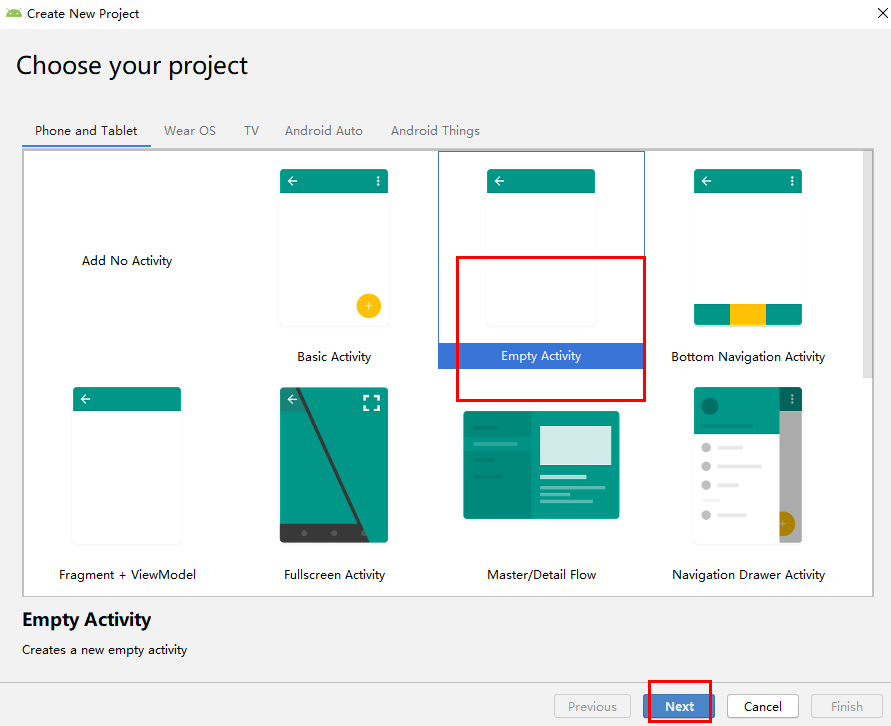 Create New Project
Choose your project
Phone and Tablet Wear OS TV Android Auto Android Things
Add No Activity
Basic Activity
Empty Activity
Bottom Navigation Activity
Fragment + ViewModel
Fullscreen Activity
Master/Detail Flow
Navigation Drawer Activity
Empty Activity
Creates a new empty activity
Previous Next Cancel Finish